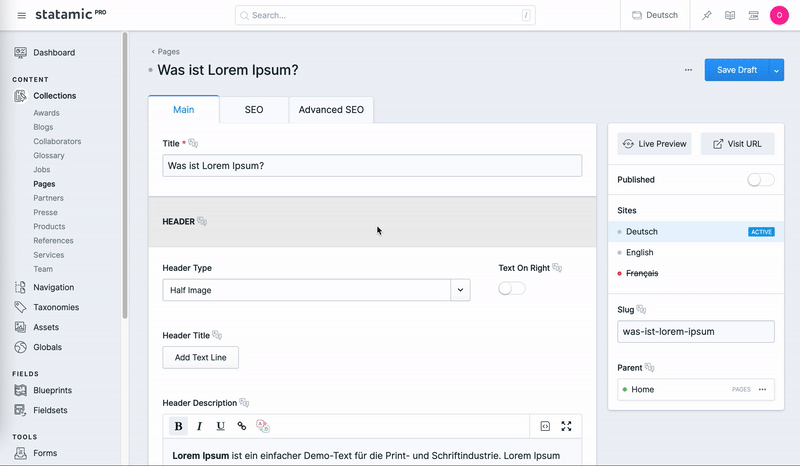 statamic PRO
Search...
/
Deutsch
O
Dashboard
CONTENT
Collections
Awards
Blogs
Collaborators
Glossary
Jobs
Pages
Partners
Presse
Products
References
Services
Team
Navigation
Taxonomies
Assets
Globals
FIELDS
Blueprints
Fieldsets
TOOLS
Forms
Pages
Was ist Lorem Ipsum?
Save Draft
Main
SEO
Advanced SEO
Title *
Was ist Lorem Ipsum?
HEADER
Header Type
Text On Right
Half Image
Header Title
Add Text Line
Header Description
B I U
Lorem Ipsum ist ein einfacher Demo-Text für die Print- und Schriftindustrie. Lorem Ipsum
Live Preview
Visit URL
Published
Sites
Deutsch
ACTIVE
English
Français
Slug
was-ist-lorem-ipsum
Parent
Home
PAGES